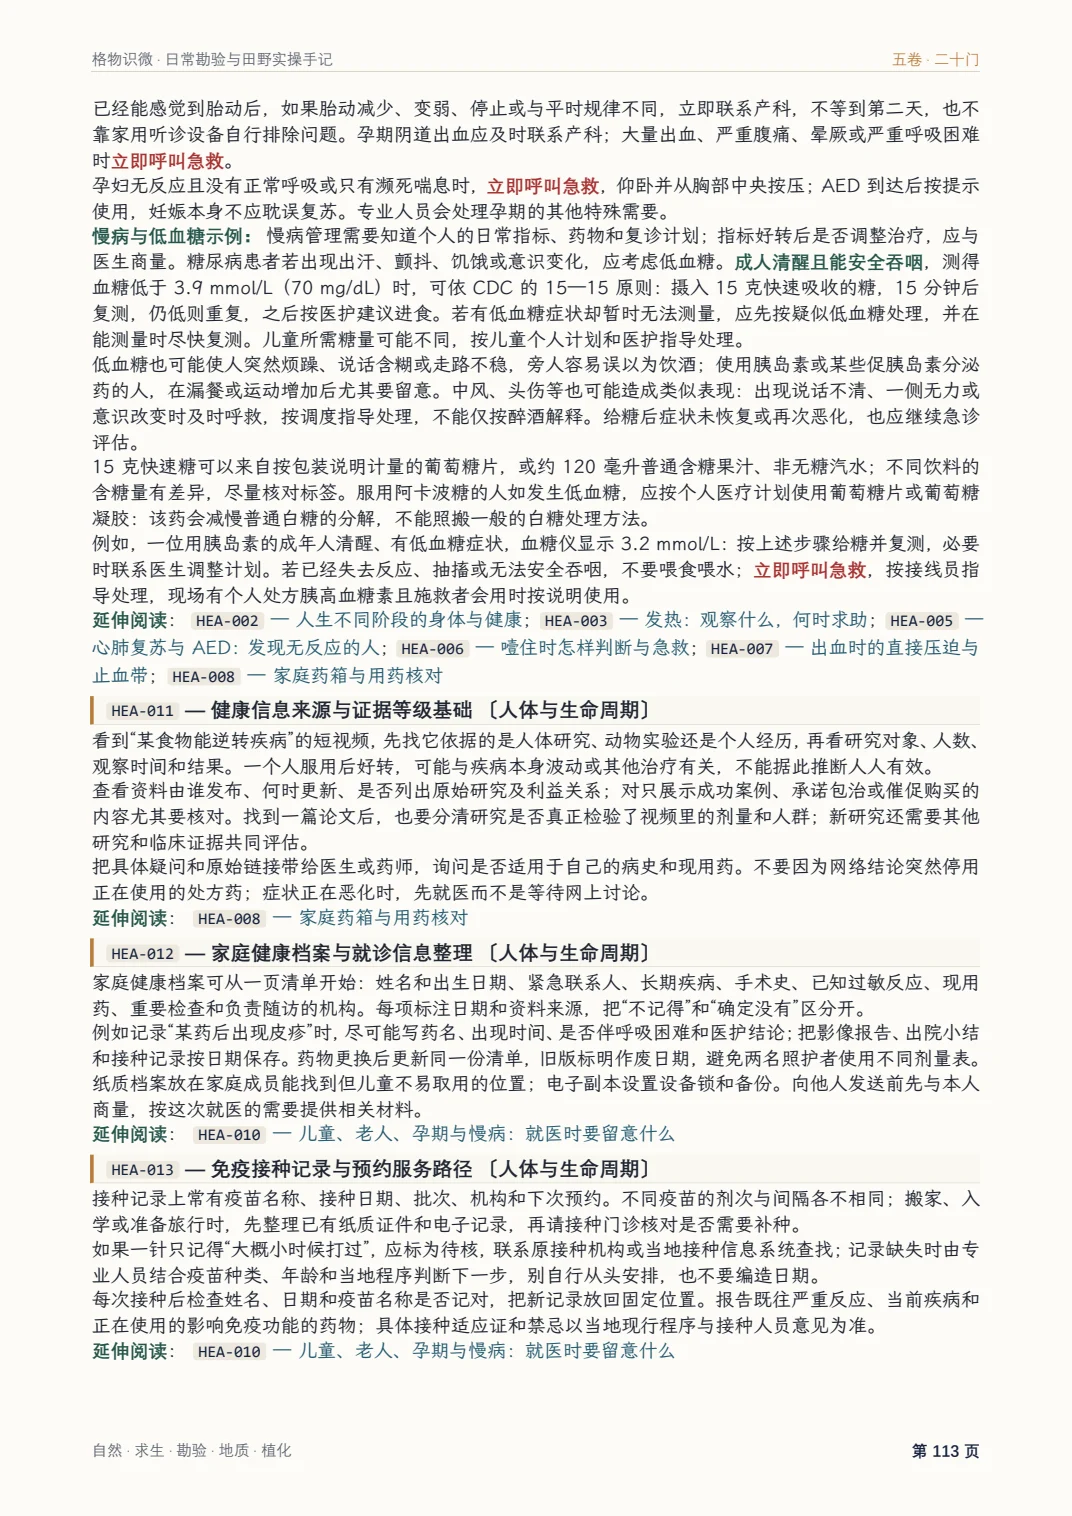 格物识微 · 日常勘验与田野实操手记
五卷 · 二十门
已经能感觉到胎动后，如果胎动减少、变弱、停止或与平时规律不同，立即联系产科，不等到第二天，也不
靠家用听诊设备自行排除问题。孕期阴道出血应及时联系产科；大量出血、严重腹痛、晕厥或严重呼吸困难
时立即呼叫急救。
孕妇无反应且没有正常呼吸或只有濒死喘息时，立即呼叫急救，仰卧并从胸部中央按压；AED 到达后按提示
使用，妊娠本身不应耽误复苏。专业人员会处理孕期的其他特殊需要。
慢病与低血糖示例： 慢病管理需要知道个人的日常指标、药物和复诊计划；指标好转后是否调整治疗，应与
医生商量。糖尿病患者若出现出汗、颤抖、饥饿或意识变化，应考虑低血糖。成人清醒且能安全吞咽，测得
血糖低于 3.9 mmol/L（70 mg/dL）时，可依 CDC 的 15—15 原则：摄入 15 克快速吸收的糖，15 分钟后
复测，仍低则重复，之后按医护建议进食。若有低血糖症状却暂时无法测量，应先按疑似低血糖处理，并在
能测量时尽快复测。儿童所需糖量可能不同，按儿童个人计划和医护指导处理。
低血糖也可能使人突然烦躁、说话含糊或走路不稳，旁人容易误以为饮酒；使用胰岛素或某些促胰岛素分泌
药的人，在漏餐或运动增加后尤其要留意。中风、头伤等也可能造成类似表现：出现说话不清、一侧无力或
意识改变时及时呼救，按调度指导处理，不能仅按醉酒解释。给糖后症状未恢复或再次恶化，也应继续急诊
评估。
15 克快速糖可以来自按包装说明计量的葡萄糖片，或约 120 毫升普通含糖果汁、非无糖汽水；不同饮料的
含糖量有差异，尽量核对标签。服用阿卡波糖的人如发生低血糖，应按个人医疗计划使用葡萄糖片或葡萄糖
凝胶：该药会减慢普通白糖的分解，不能照搬一般的白糖处理方法。
例如，一位用胰岛素的成年人清醒、有低血糖症状，血糖仪显示 3.2 mmol/L：按上述步骤给糖并复测，必要
时联系医生调整计划。若已经失去反应、抽搐或无法安全吞咽，不要喂食喂水；立即呼叫急救，按接线员指
导处理，现场有个人处方胰高血糖素且施救者会用时按说明使用。
延伸阅读： HEA-002 — 人生不同阶段的身体与健康；HEA-003 — 发热：观察什么，何时求助；HEA-005 —
心肺复苏与 AED：发现无反应的人；HEA-006 — 噎住时怎样判断与急救；HEA-007 — 出血时的直接压迫与
止血带；HEA-008 — 家庭药箱与用药核对
HEA-011 — 健康信息来源与证据等级基础 〔人体与生命周期〕
看到“某食物能逆转疾病”的短视频，先找它依据的是人体研究、动物实验还是个人经历，再看研究对象、人数、
观察时间和结果。一个人服用后好转，可能与疾病本身波动或其他治疗有关，不能据此推断人人有效。
查看资料由谁发布、何时更新、是否列出原始研究及利益关系；对只展示成功案例、承诺包治或催促购买的
内容尤其要核对。找到一篇论文后，也要分清研究是否真正检验了视频里的剂量和人群；新研究还需要其他
研究和临床证据共同评估。
把具体疑问和原始链接带给医生或药师，询问是否适用于自己的病史和现用药。不要因为网络结论突然停用
正在使用的处方药；症状正在恶化时，先就医而不是等待网上讨论。
延伸阅读： HEA-008 — 家庭药箱与用药核对
HEA-012 — 家庭健康档案与就诊信息整理 〔人体与生命周期〕
家庭健康档案可从一页清单开始：姓名和出生日期、紧急联系人、长期疾病、手术史、已知过敏反应、现用
药、重要检查和负责随访的机构。每项标注日期和资料来源，把“不记得”和“确定没有”区分开。
例如记录“某药后出现皮疹”时，尽可能写药名、出现时间、是否伴呼吸困难和医护结论；把影像报告、出院小结
和接种记录按日期保存。药物更换后更新同一份清单，旧版标明作废日期，避免两名照护者使用不同剂量表。
纸质档案放在家庭成员能找到但儿童不易取用的位置；电子副本设置设备锁和备份。向他人发送前先与本人
商量，按这次就医的需要提供相关材料。
延伸阅读： HEA-010 — 儿童、老人、孕期与慢病：就医时要留意什么
HEA-013 — 免疫接种记录与预约服务路径 〔人体与生命周期〕
接种记录上常有疫苗名称、接种日期、批次、机构和下次预约。不同疫苗的剂次与间隔各不相同；搬家、入
学或准备旅行时，先整理已有纸质证件和电子记录，再请接种门诊核对是否需要补种。
如果一针只记得“大概小时候打过”，应标为待核，联系原接种机构或当地接种信息系统查找；记录缺失时由专
业人员结合疫苗种类、年龄和当地程序判断下一步，别自行从头安排，也不要编造日期。
每次接种后检查姓名、日期和疫苗名称是否记对，把新记录放回固定位置。报告既往严重反应、当前疾病和
正在使用的影响免疫功能的药物；具体接种适应证和禁忌以当地现行程序与接种人员意见为准。
延伸阅读： HEA-010 — 儿童、老人、孕期与慢病：就医时要留意什么
自然 · 求生 · 勘验 · 地质 · 植化
第 113 页